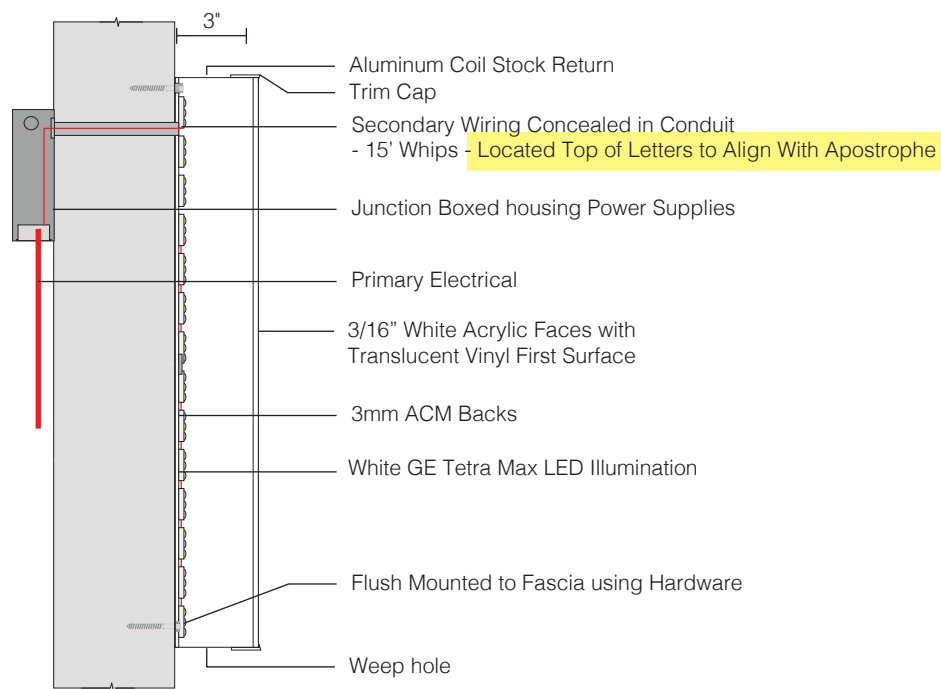 3"
Aluminum Coil Stock Return
Trim Cap
Secondary Wiring Concealed in Conduit
- 15’ Whips - Located Top of Letters to Align With Apostrophe
Junction Boxed housing Power Supplies
Primary Electrical
3/16” White Acrylic Faces with
Translucent Vinyl First Surface
3mm ACM Backs
White GE Tetra Max LED Illumination
Flush Mounted to Fascia using Hardware
Weep hole